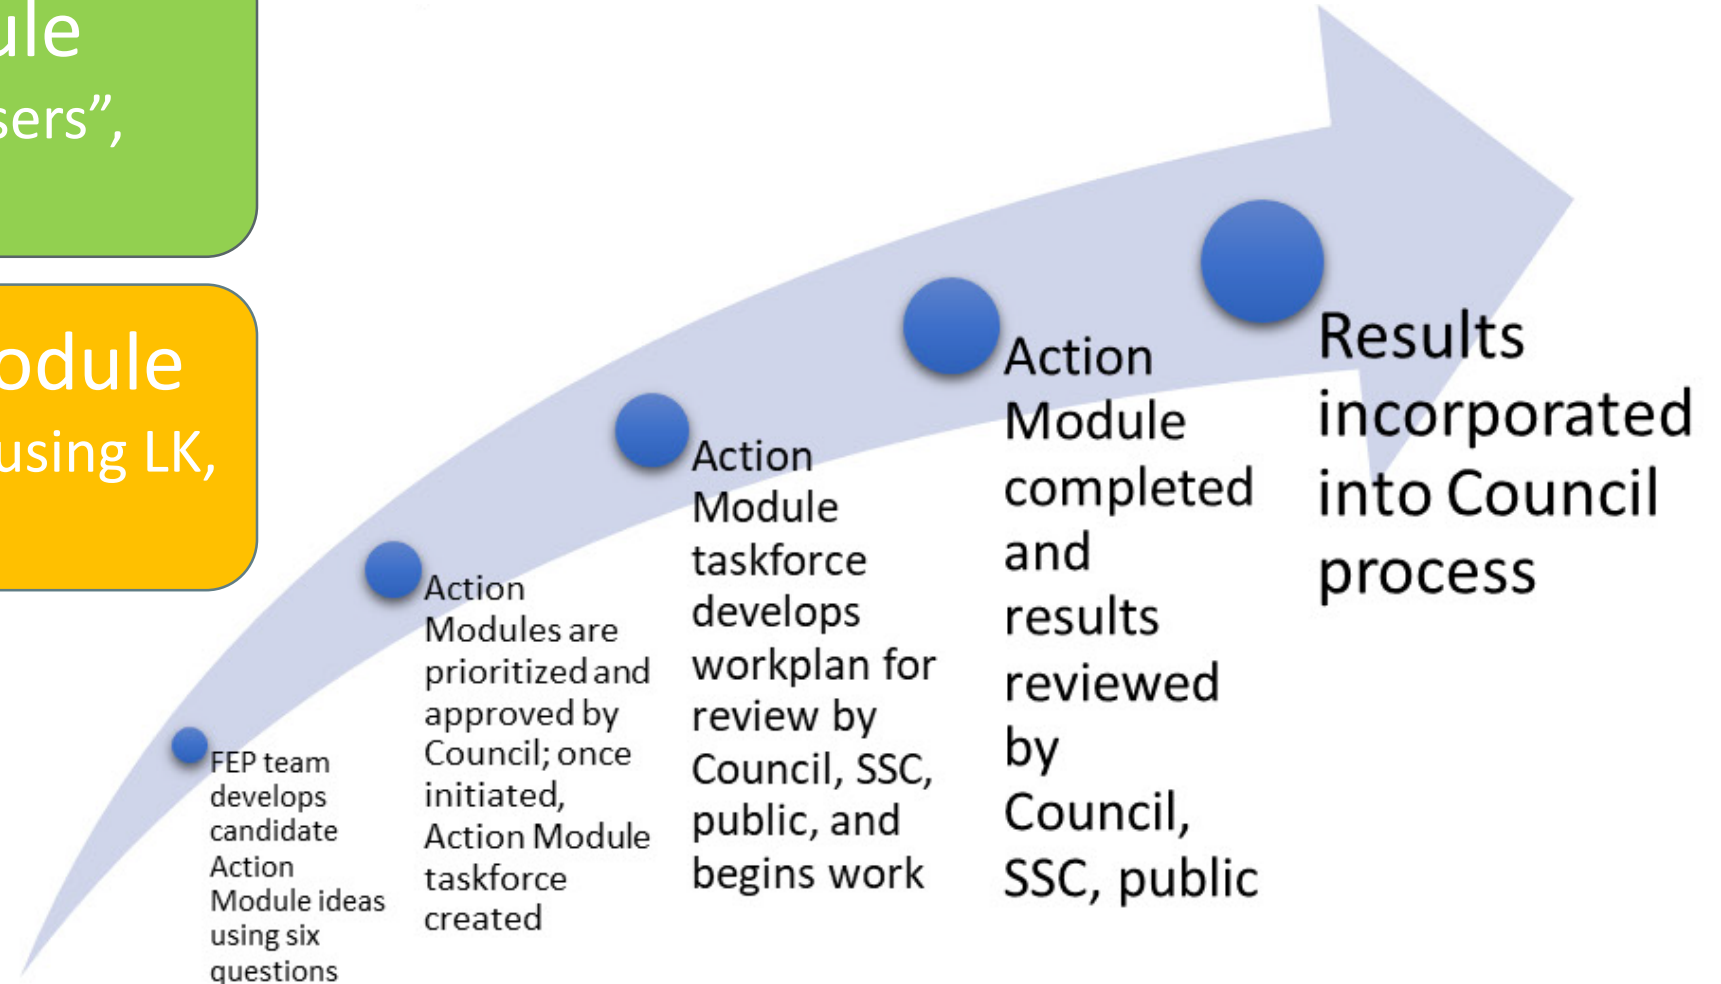 sers”,
using LK,
FEP team
develops
candidate
Action
Module ideas
using six
questions
Action
Modules are
prioritized and
approved by
Council; once
initiated,
Action Module
taskforce
created
Action
Module
taskforce
develops
workplan for
review by
Council, SSC,
public, and
begins work
Action
Module
completed
and
results
reviewed
by
Council,
SSC, public
Results
incorporated
into Council
process